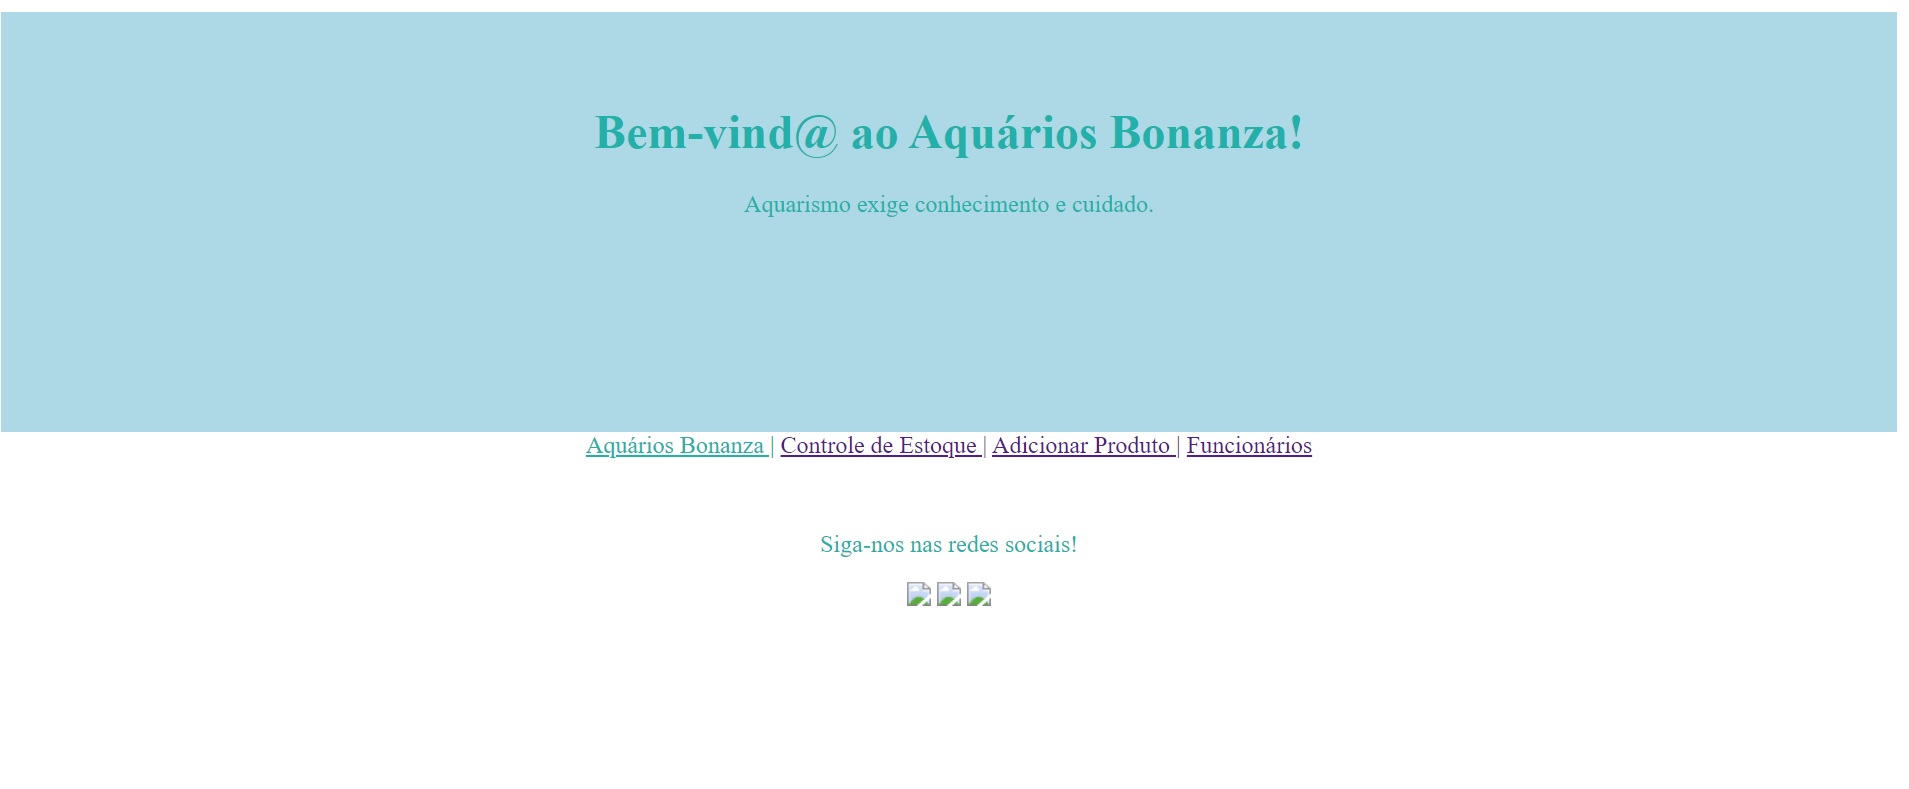 Bem-vind@ ao Aquários Bonanza!
Aquarismo exige conhecimento e cuidado.
Aquários Bonanza | Controle de Estoque | Adicionar Produto | Funcionários
Siga-nos nas redes sociais!